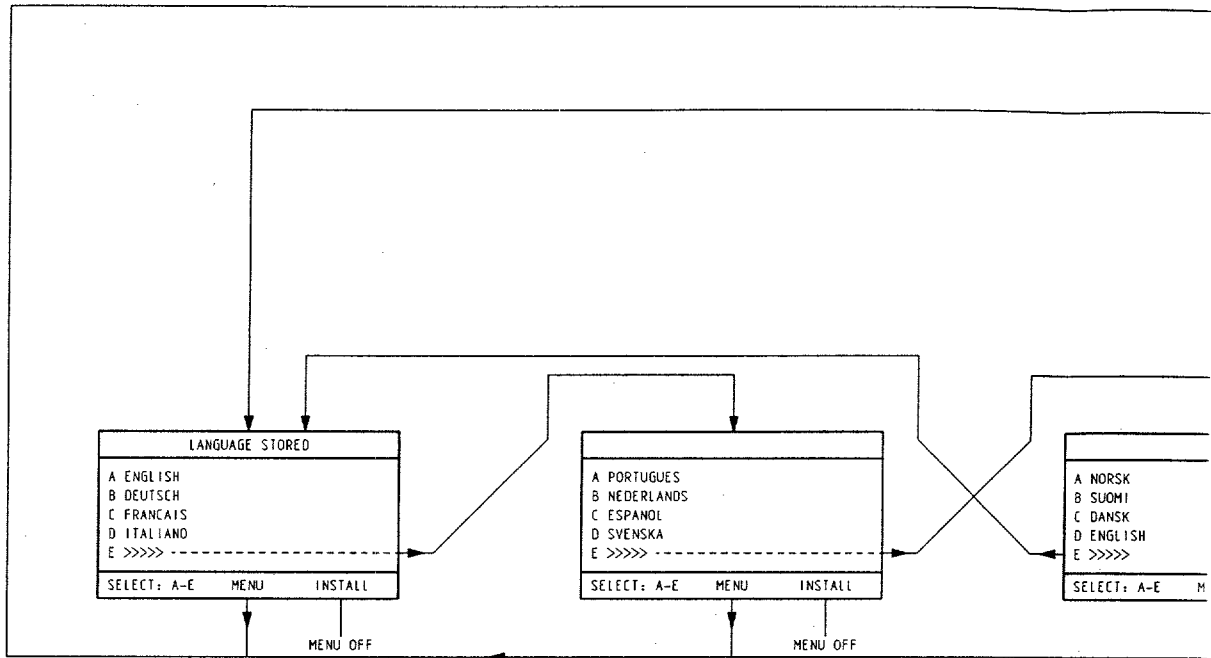 LANGUAGE STORED
A ENGLISH
B DEUTSCH
C FRANCAIS
D ITALIANO
E >>>>>
SELECT: A-E MENU INSTALL
MENU OFF
A PORTUGUES
B NEDERLANDS
C ESPANOL
D SVENSKA
E >>>>>
SELECT: A-E MENU INSTALL
MENU OFF
A NORSK
B SUOMI
C DANSK
D ENGLISH
E >>>>>
SELECT: A-E M